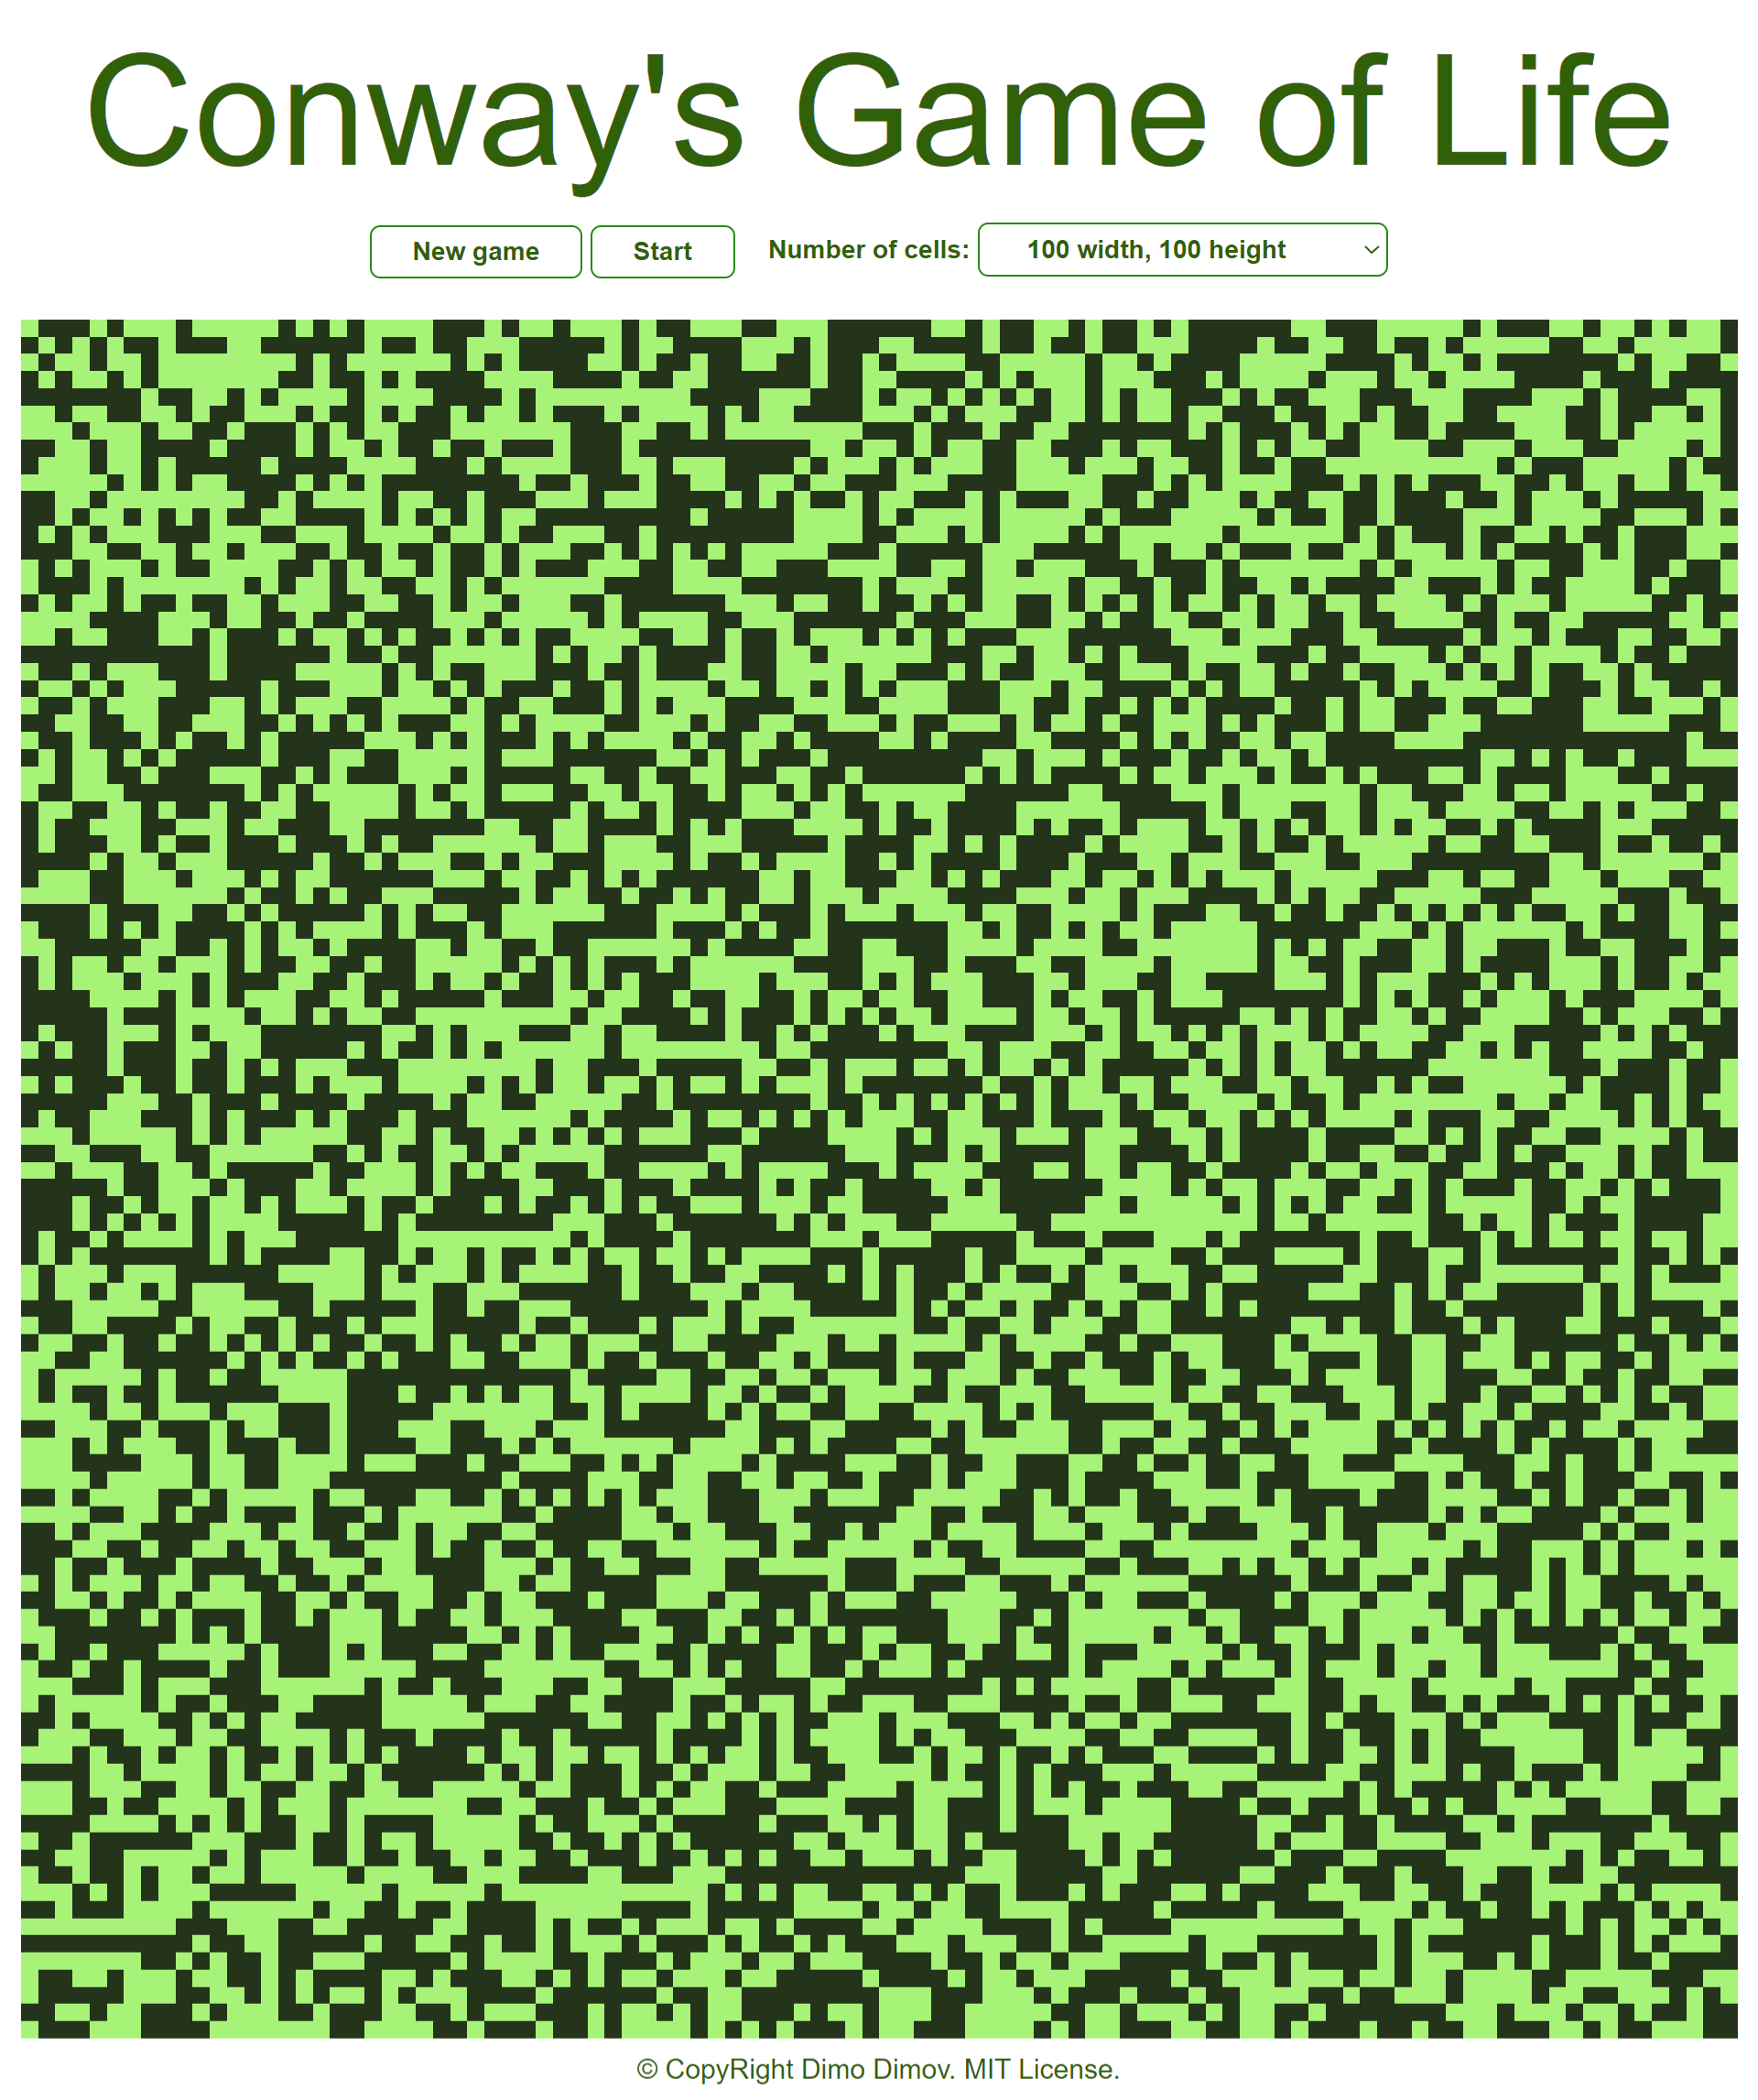 Conway's Game of Life
New game Start Number of cells: 100 width, 100 height
© CopyRight Dimo Dimov. MIT License.